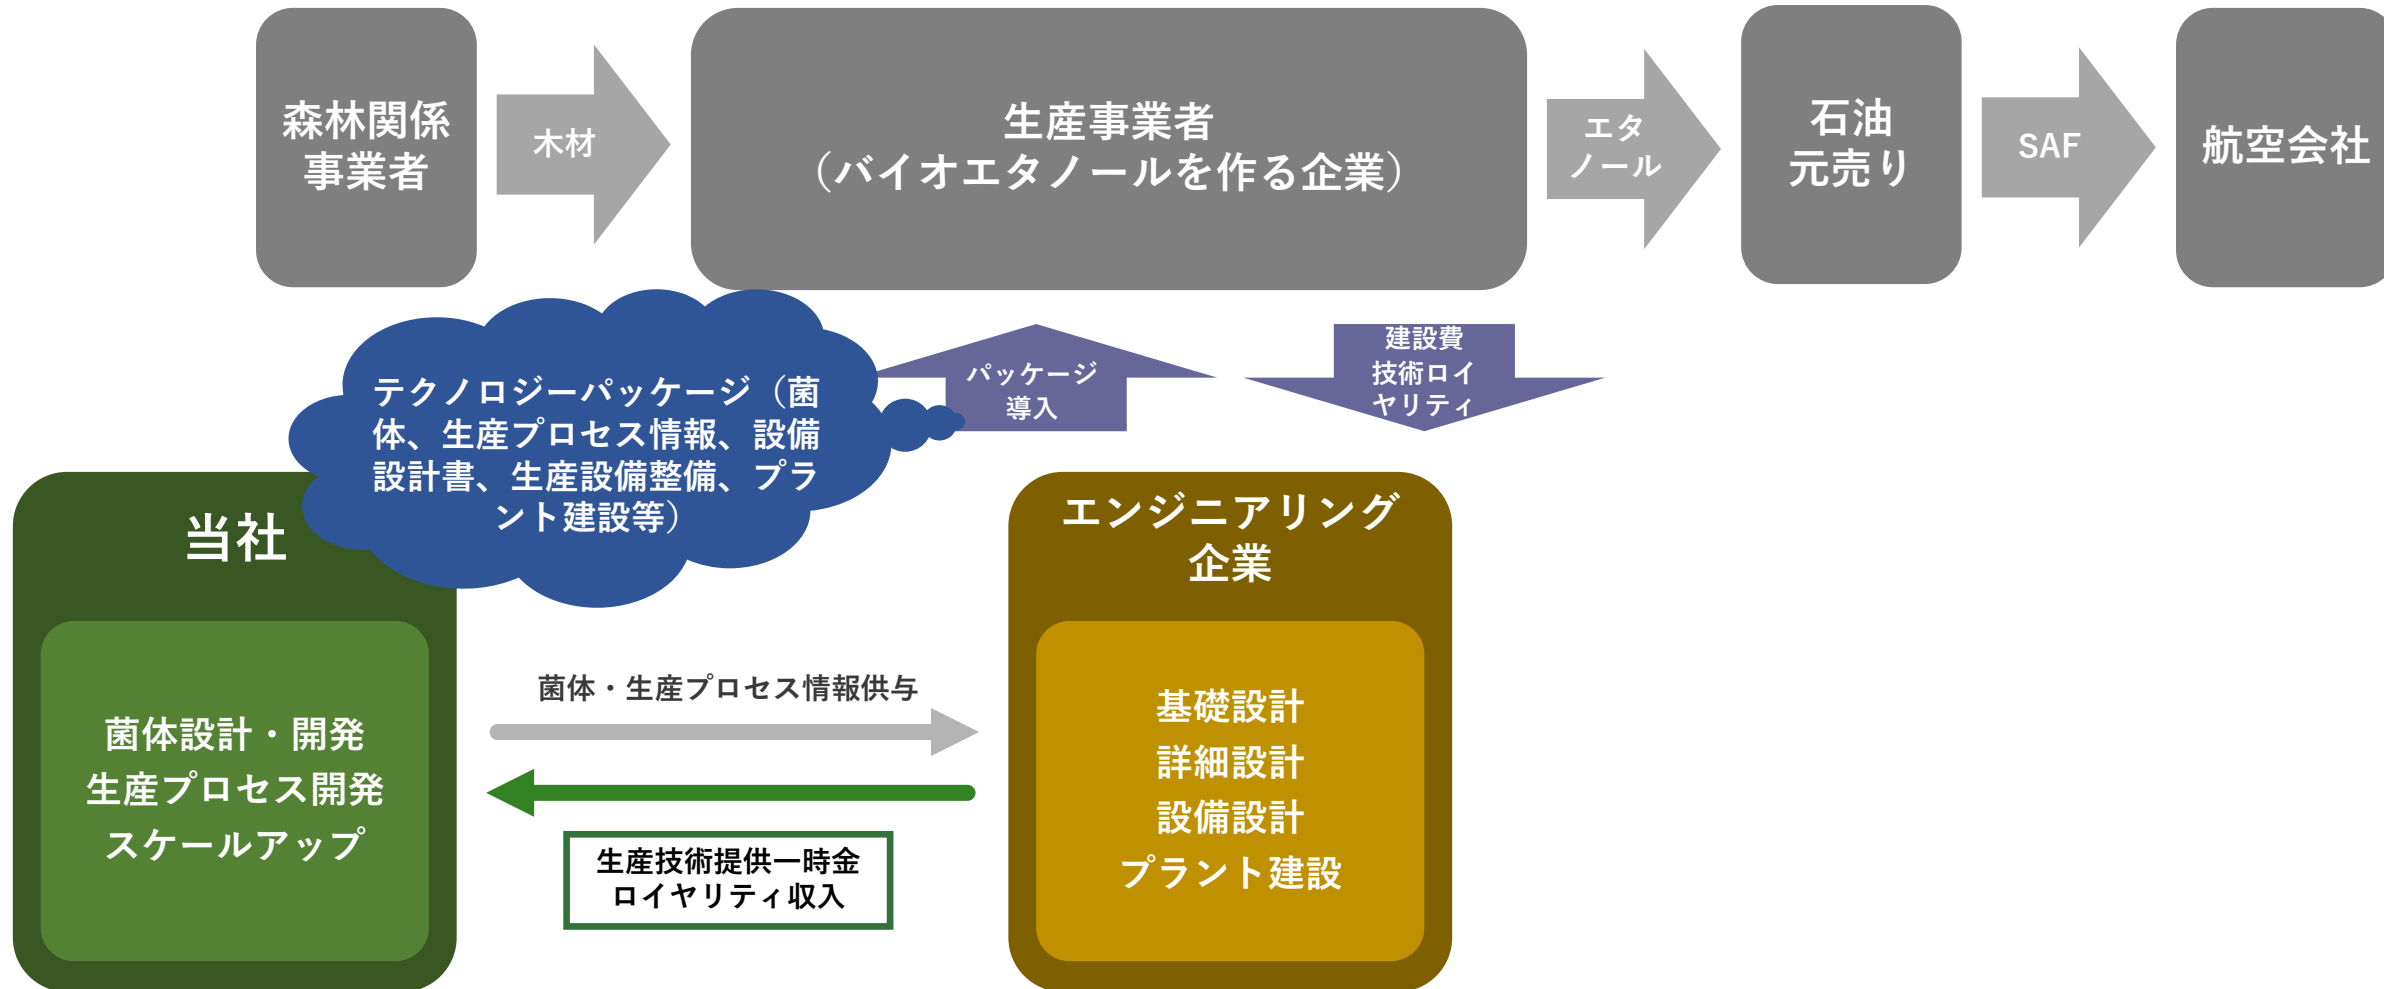 森林関係
事業者
木材
生産事業者
（バイオエタノールを作る企業）
エタ
ノール
石油
元売り
SAF
航空会社
テクノロジーパッケージ（菌
体、生産プロセス情報、設備
設計書、生産設備整備、プラ
ント建設等）
パッケージ
導入
建設費
技術ロイ
ヤリティ
当社
菌体設計・開発
生産プロセス開発
スケールアップ
菌体・生産プロセス情報供与
生産技術提供一時金
ロイヤリティ収入
エンジニアリング
企業
基礎設計
詳細設計
設備設計
プラント建設